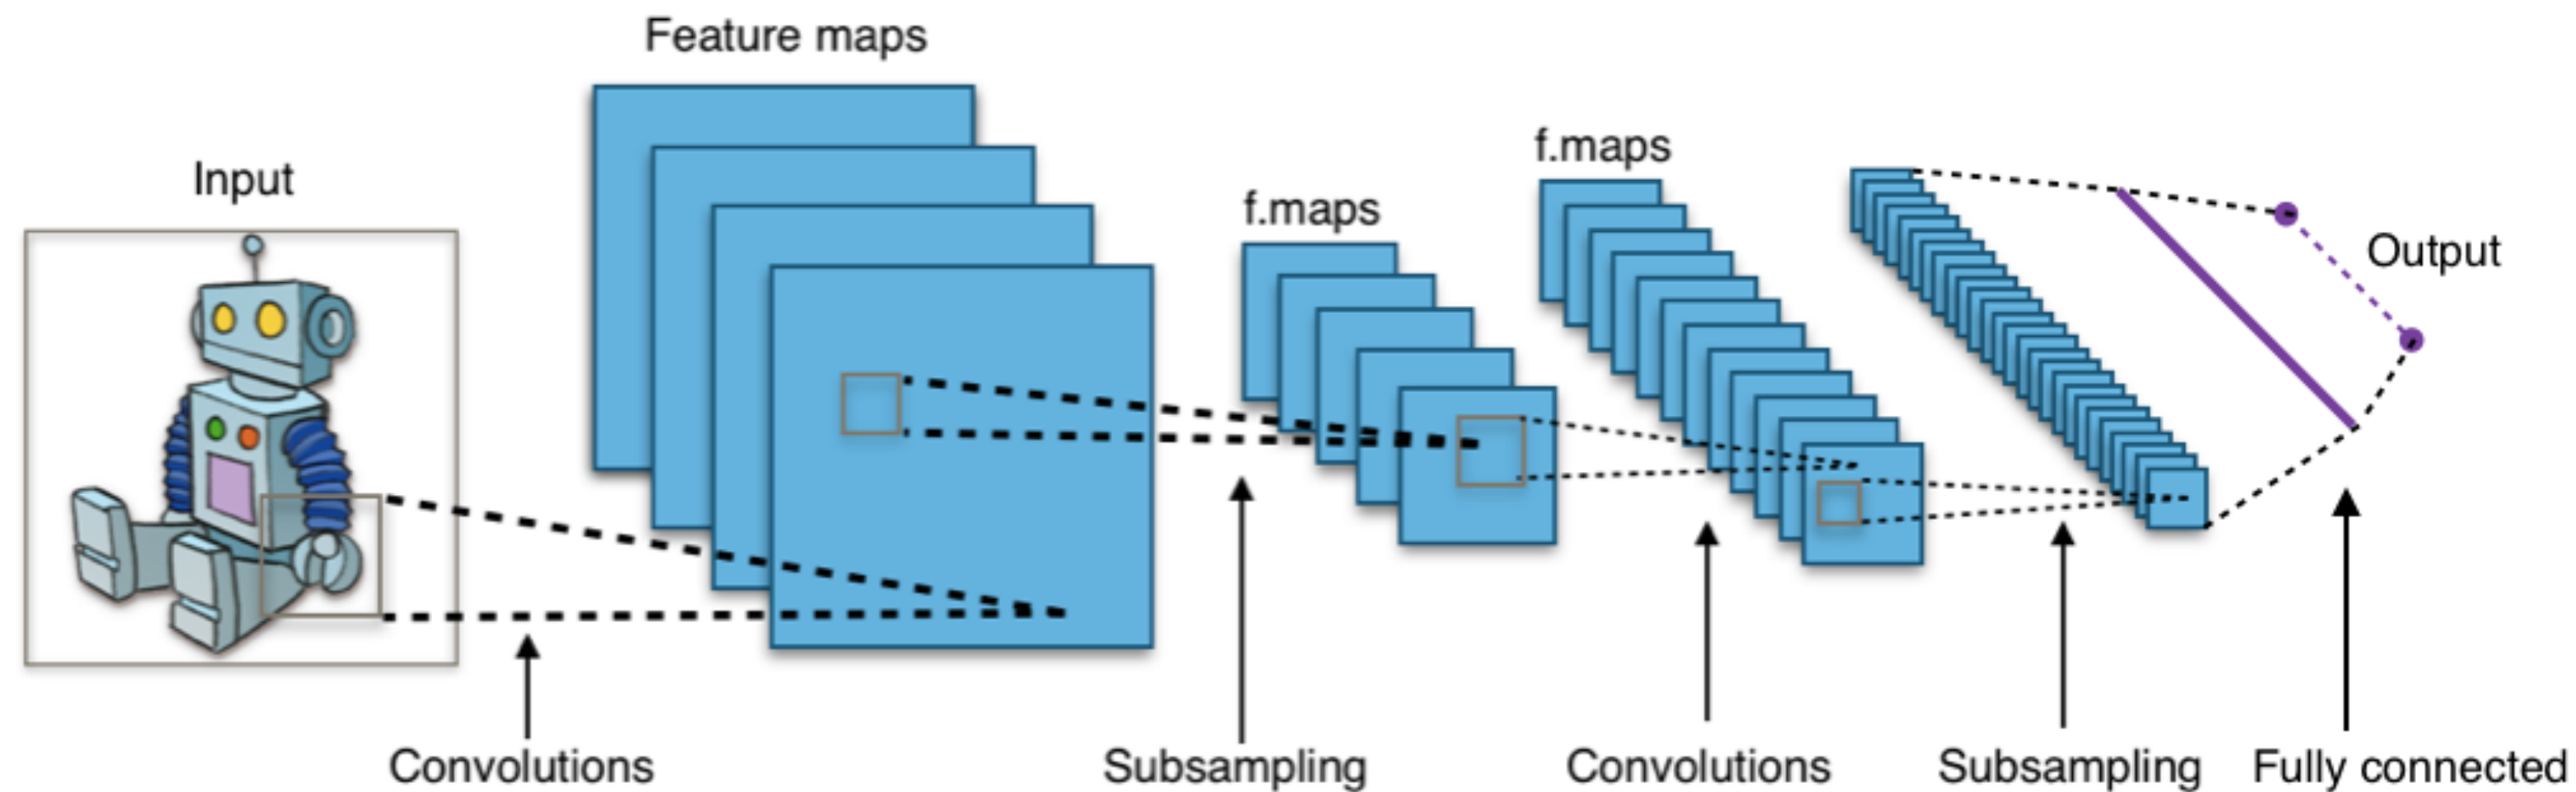 Feature maps
Input
f.maps
f.maps
Output
Convolutions
Subsampling
Convolutions
Subsampling
Fully connected